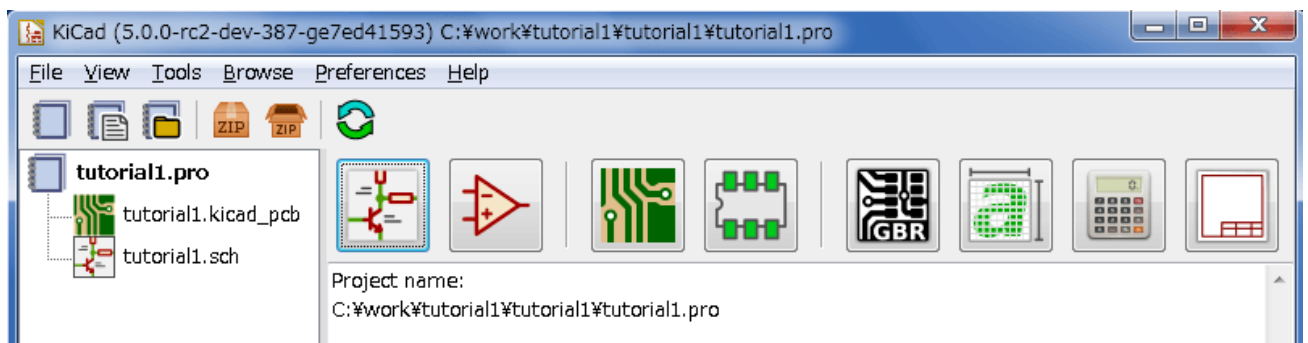 KiCad (5.0.0-rc2-dev-387-ge7ed41593) C:¥work¥tutorial1¥tutorial1¥tutorial1.pro
File View Tools Browse Preferences Help
ZIP ZIP
tutorial1.pro
tutorial1.kicad_pcb
tutorial1.sch
GBR a 0.
Project name:
C:¥work¥tutorial1¥tutorial1¥tutorial1.pro